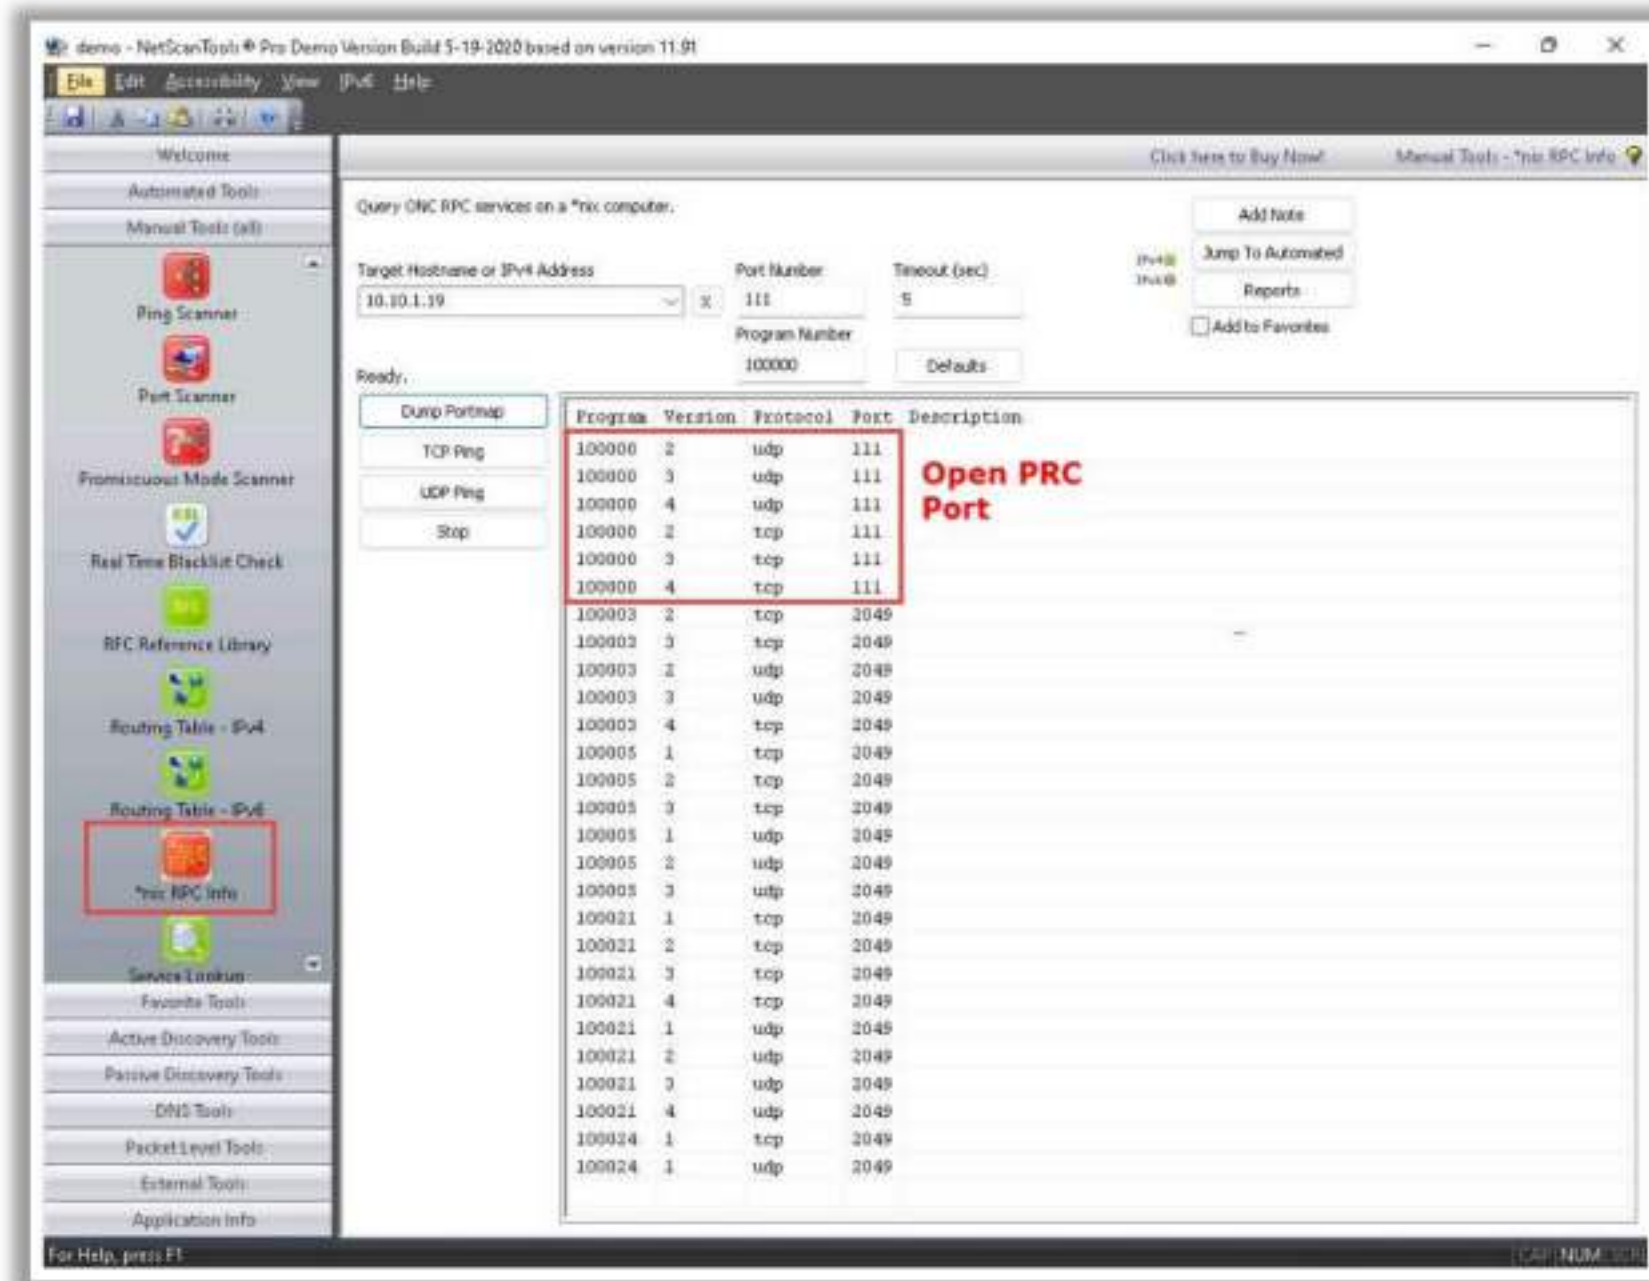 demo - NetScanTools ® Pro Demo Version Build 5-19-2020 based on version 11.91
File Edit Accessibility View IPv6 Help
Welcome
Automated Tools
Manual Tools (all)
Ping Scanner
Port Scanner
Promiscuous Mode Scanner
Real Time Blacklist Check
RFC Reference Library
Routing Table - IPv4
Routing Table - IPv6
*nix RPC Info
Service Lookup
Favorite Tools
Active Discovery Tools
Passive Discovery Tools
DNS Tools
Packet Level Tools
External Tools
Application Info
Click here to Buy Now! Manual Tools - *nix RPC Info
Query ONC RPC services on a *nix computer.
Target Hostname or IPv4 Address
10.10.1.19
X
Port Number
111
Timeout (sec)
5
Program Number
100000
Defaults
IPv4
IPv6
Add Note
Jump To Automated
Reports
Add to Favorites
Ready.
Dump Portmap
TCP Ping
UDP Ping
Stop
Program Version Protocol Port Description
100000 2 udp 111
100000 3 udp 111
100000 4 udp 111
100000 2 tcp 111
100000 3 tcp 111
100000 4 tcp 111
Open PRC
Port
100003 2 tcp 2049
100003 3 tcp 2049
100003 2 udp 2049
100003 3 udp 2049
100003 4 tcp 2049
100005 1 tcp 2049
100005 2 tcp 2049
100005 3 tcp 2049
100005 1 udp 2049
100005 2 udp 2049
100005 3 udp 2049
100021 1 tcp 2049
100021 2 tcp 2049
100021 3 tcp 2049
100021 4 tcp 2049
100021 1 udp 2049
100021 2 udp 2049
100021 3 udp 2049
100021 4 udp 2049
100024 1 tcp 2049
100024 1 udp 2049
For Help, press F1
CAP NUM SCR